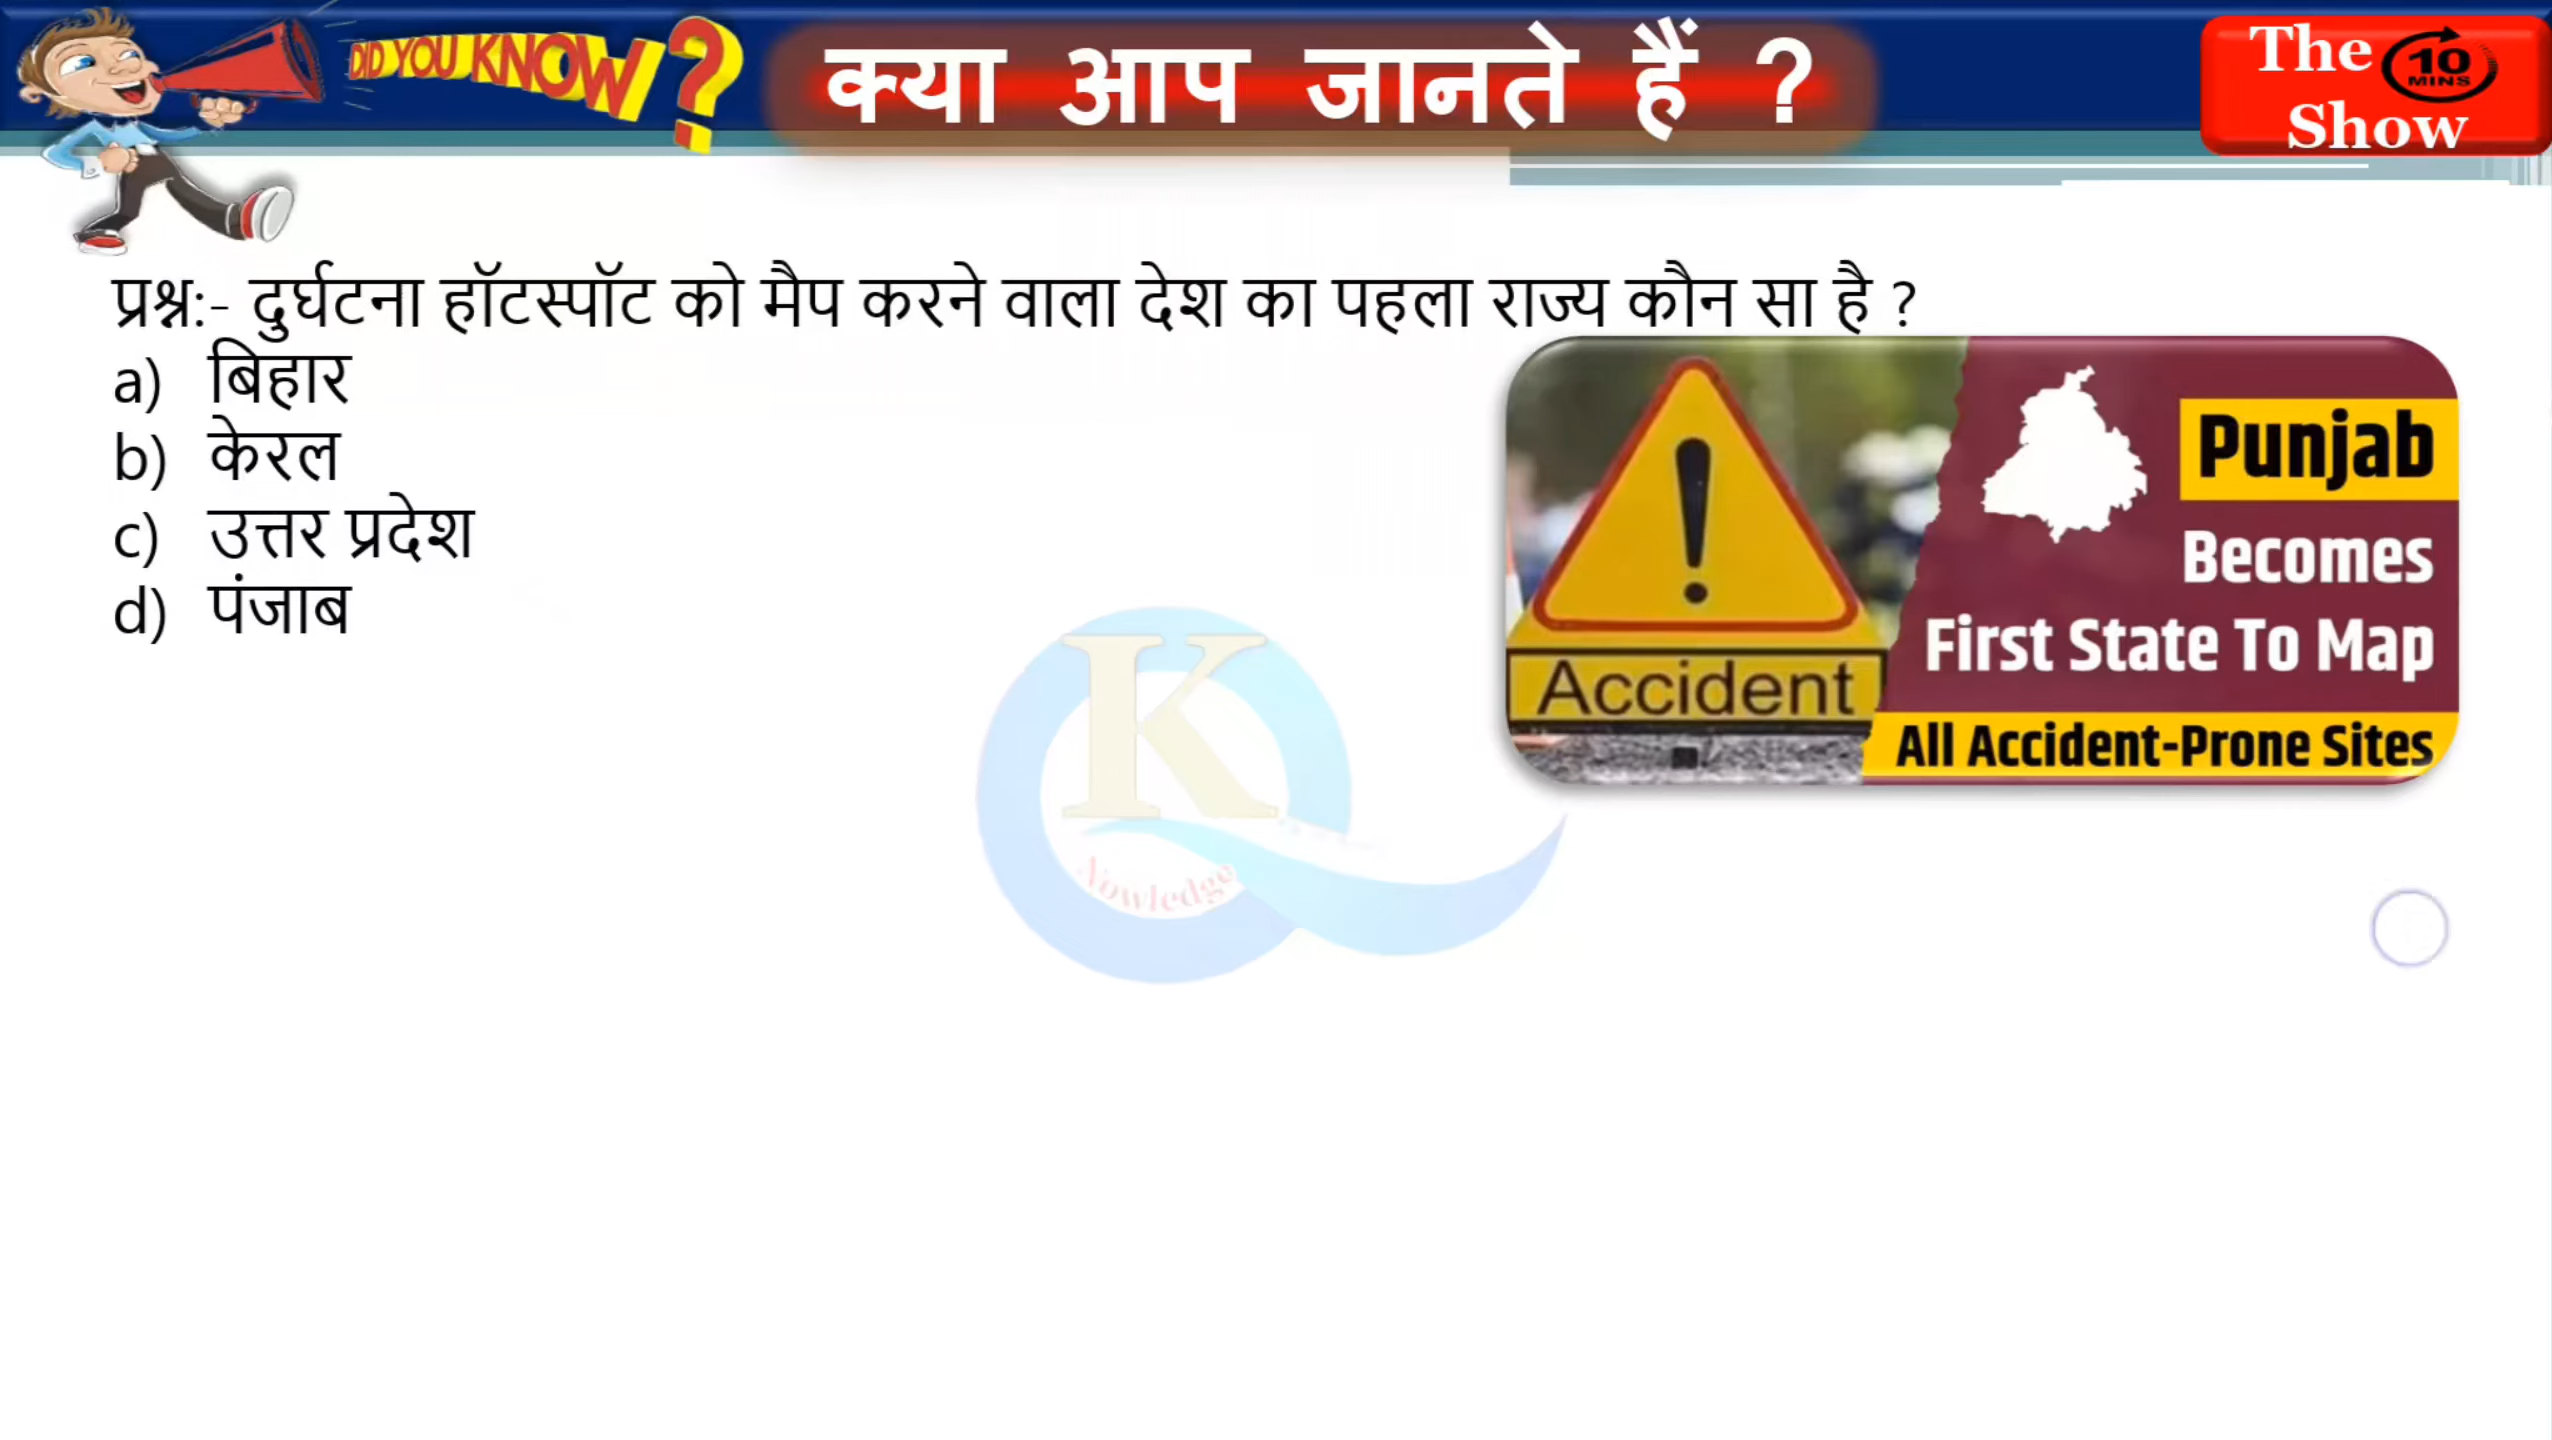 DID YOU KNOW?
क्या आप जानते हैं ?
The 10 MINS
Show
प्रश्न:- दुर्घटना हॉटस्पॉट को मैप करने वाला देश का पहला राज्य कौन सा है ?
a) बिहार
b) केरल
c) उत्तर प्रदेश
d) पंजाब
Punjab
Becomes
First State To Map
All Accident-Prone Sites
Accident
K
Nowledge